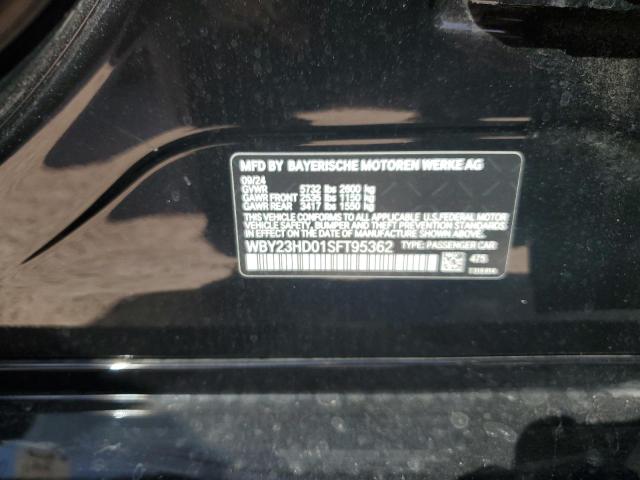 MFD BY BAYERISCHE MOTOREN WERKE AG
09/24
GVWR 5732 lbs 2600 kg
GAWR FRONT 2535 lbs 1150 kg
GAWR REAR 3417 lbs 1550 kg
THIS VEHICLE CONFORMS TO ALL APPLICABLE U.S. FEDERAL MOTOR
VEHICLE SAFETY, BUMPER AND THEFT PREVENTION STANDARDS
IN EFFECT ON THE DATE OF MANUFACTURE SHOWN ABOVE.
WBY23HD01SFT95362 TYPE: PASSENGER CAR
475